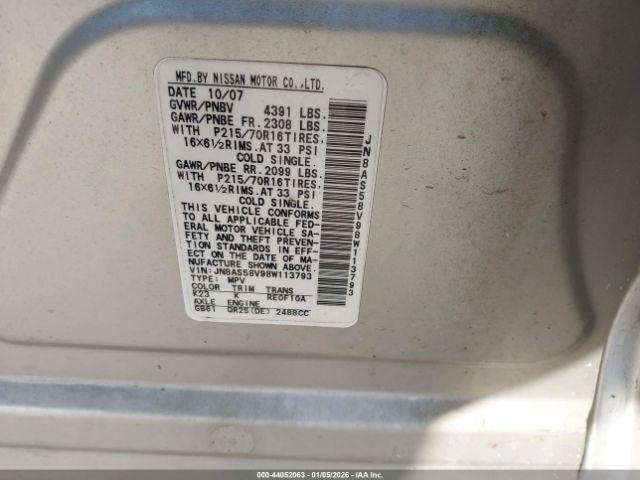 MFD.BY NISSAN MOTOR CO.,LTD.
DATE 10/07
GVWR/PNBV 4391 LBS.
GAWR/PNBE FR.2308 LBS.
WITH P215/70R16TIRES,
16X6½RIMS.AT 33 PSI
COLD SINGLE.
GAWR/PNBE RR.2099 LBS.
WITH P215/70R16TIRES,
16X6½RIMS.AT 33 PSI
COLD SINGLE.
THIS VEHICLE CONFORMS
TO ALL APPLICABLE FED-
ERAL MOTOR VEHICLE SA-
FETY AND THEFT PREVEN-
TION STANDARDS IN EFF-
ECT ON THE DATE OF MA-
NUFACTURE SHOWN ABOVE.
VIN: JN8AS58V98W113793
TYPE: MPV
COLOR TRIM TRANS
K23 K RE0F10A
AXLE ENGINE
GB61 QR25(DE) 2488CC
JN8AS58V98W113793
000-44052063 - 01/05/2026 - IAAI.COM